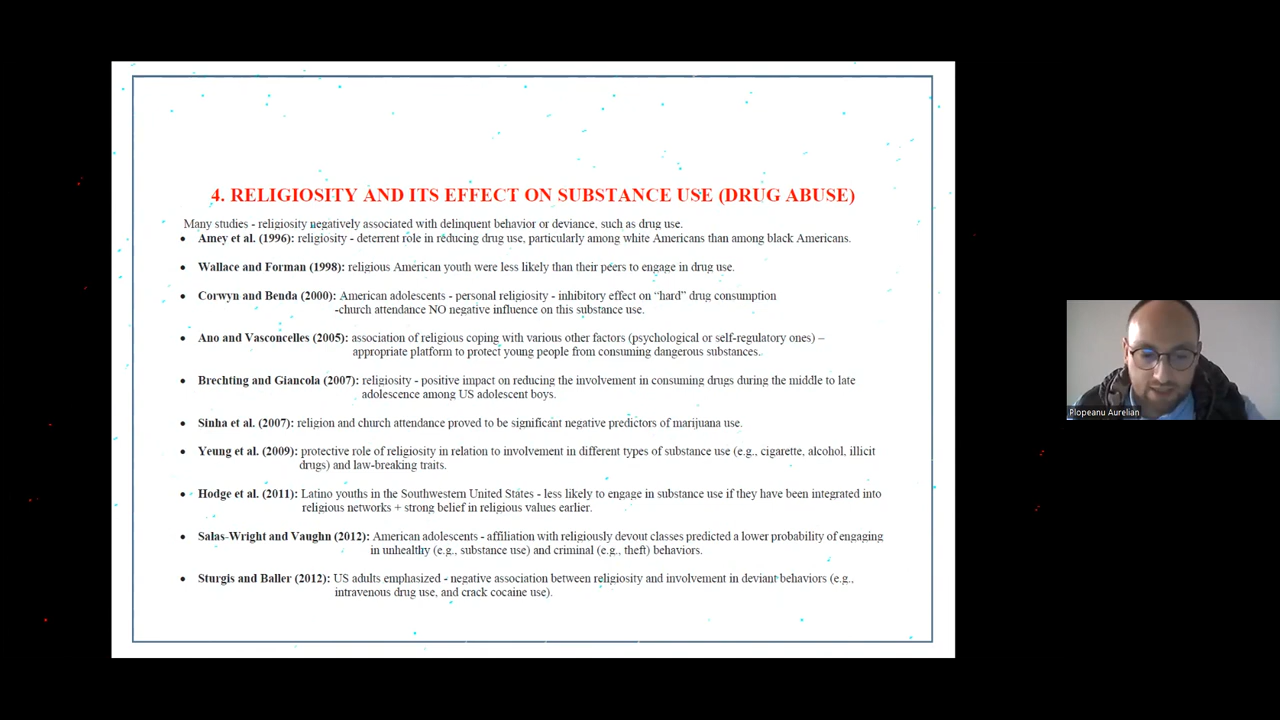 4. RELIGIOSITY AND ITS EFFECT ON SUBSTANCE USE (DRUG ABUSE)
Many studies - religiosity negatively associated with delinquent behavior or deviance, such as drug use.
• Amey et al. (1996): religiosity - deterrent role in reducing drug use, particularly among white Americans than among black Americans.
• Wallace and Forman (1998): religious American youth were less likely than their peers to engage in drug use.
• Corwyn and Benda (2000): American adolescents - personal religiosity - inhibitory effect on “hard” drug consumption
-church attendance NO negative influence on this substance use.
• Ano and Vasconcelles (2005): association of religious coping with various other factors (psychological or self-regulatory ones) –
appropriate platform to protect young people from consuming dangerous substances.
• Brechting and Giancola (2007): religiosity - positive impact on reducing the involvement in consuming drugs during the middle to late
adolescence among US adolescent boys.
• Sinha et al. (2007): religion and church attendance proved to be significant negative predictors of marijuana use.
• Yeung et al. (2009): protective role of religiosity in relation to involvement in different types of substance use (e.g., cigarette, alcohol, illicit
drugs) and law-breaking traits.
• Hodge et al. (2011): Latino youths in the Southwestern United States - less likely to engage in substance use if they have been integrated into
religious networks + strong belief in religious values earlier.
• Salas-Wright and Vaughn (2012): American adolescents - affiliation with religiously devout classes predicted a lower probability of engaging
in unhealthy (e.g., substance use) and criminal (e.g., theft) behaviors.
• Sturgis and Baller (2012): US adults emphasized - negative association between religiosity and involvement in deviant behaviors (e.g.,
intravenous drug use, and crack cocaine use).
Plopeanu Aurelian